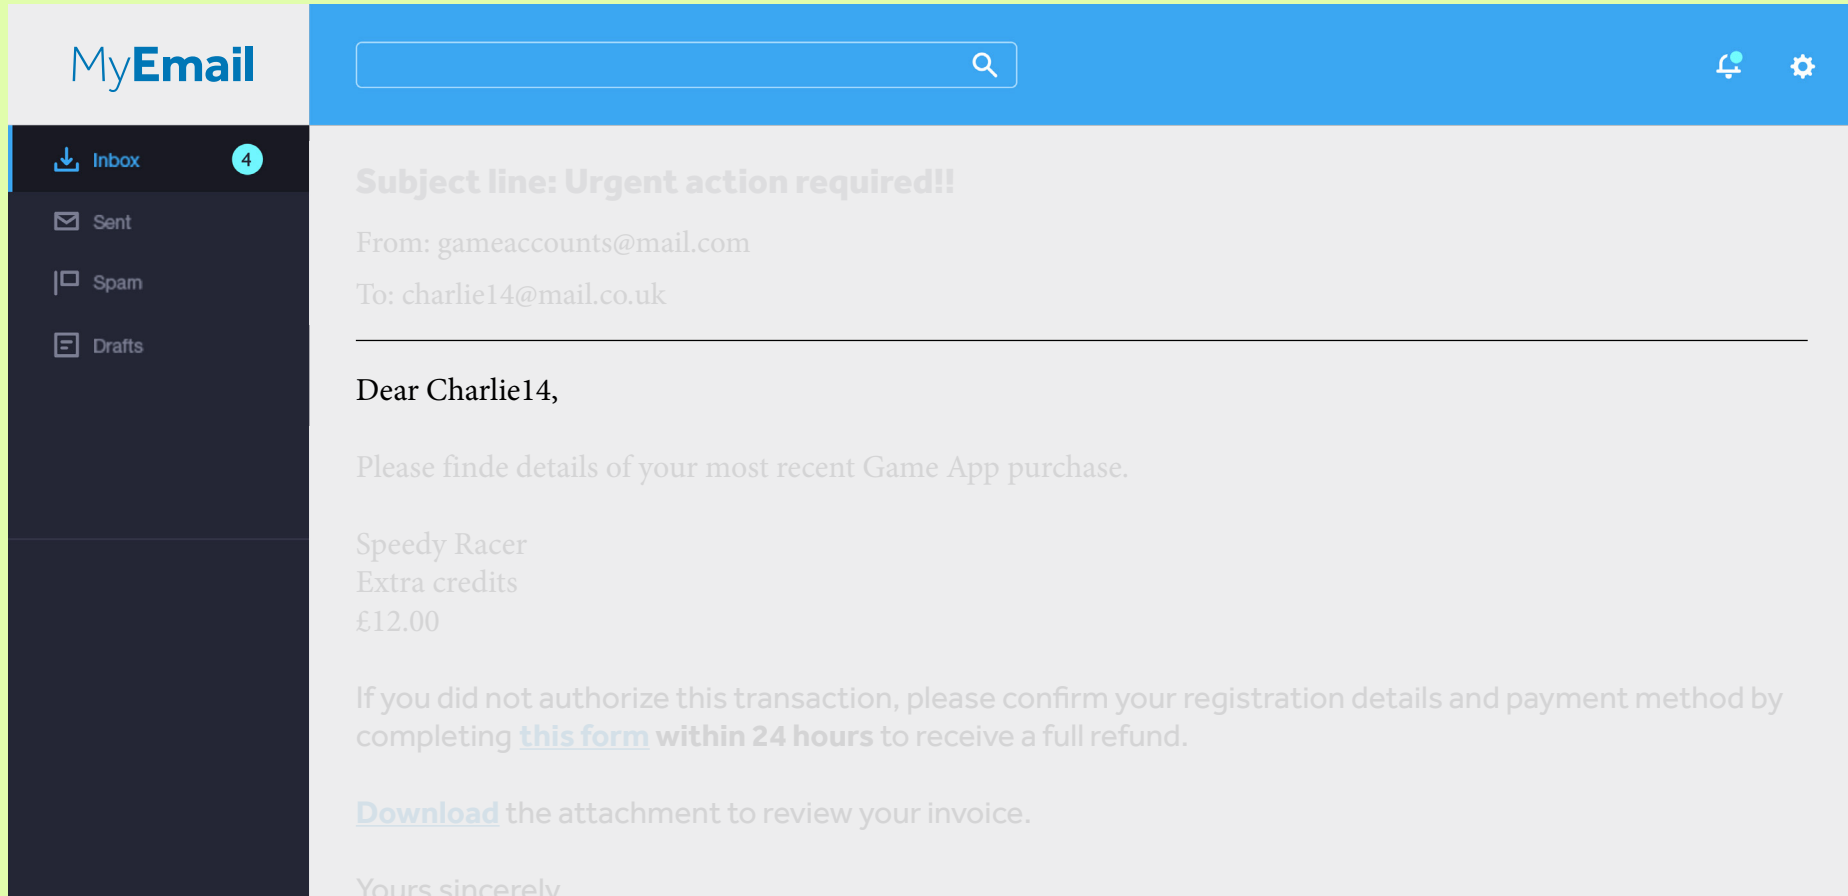 MyEmail
Inbox 4
Sent
Spam
Drafts
Subject line: Urgent action required!!
From: gameaccounts@mail.com
To: charlie14@mail.co.uk
Dear Charlie14,
Please finde details of your most recent Game App purchase.
Speedy Racer
Extra credits
£12.00
If you did not authorize this transaction, please confirm your registration details and payment method by
completing this form within 24 hours to receive a full refund.
Download the attachment to review your invoice.
Yours sincerely